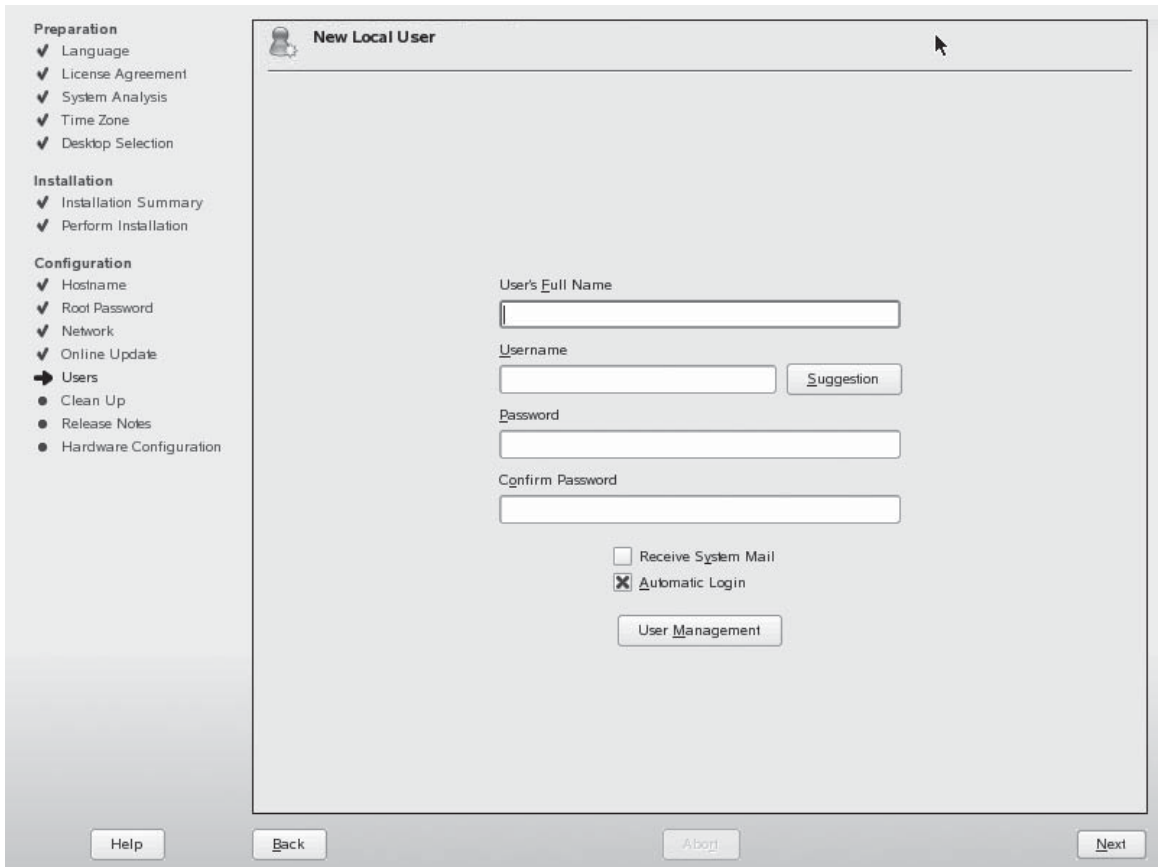 Preparation
Language
License Agreement
System Analysis
Time Zone
Desktop Selection
Installation
Installation Summary
Perform Installation
Configuration
Hostname
Root Password
Network
Online Update
Users
Clean Up
Release Notes
Hardware Configuration
New Local User
User's Full Name
Username
Suggestion
Password
Confirm Password
Receive System Mail
Automatic Login
User Management
Help
Back
Abort
Next